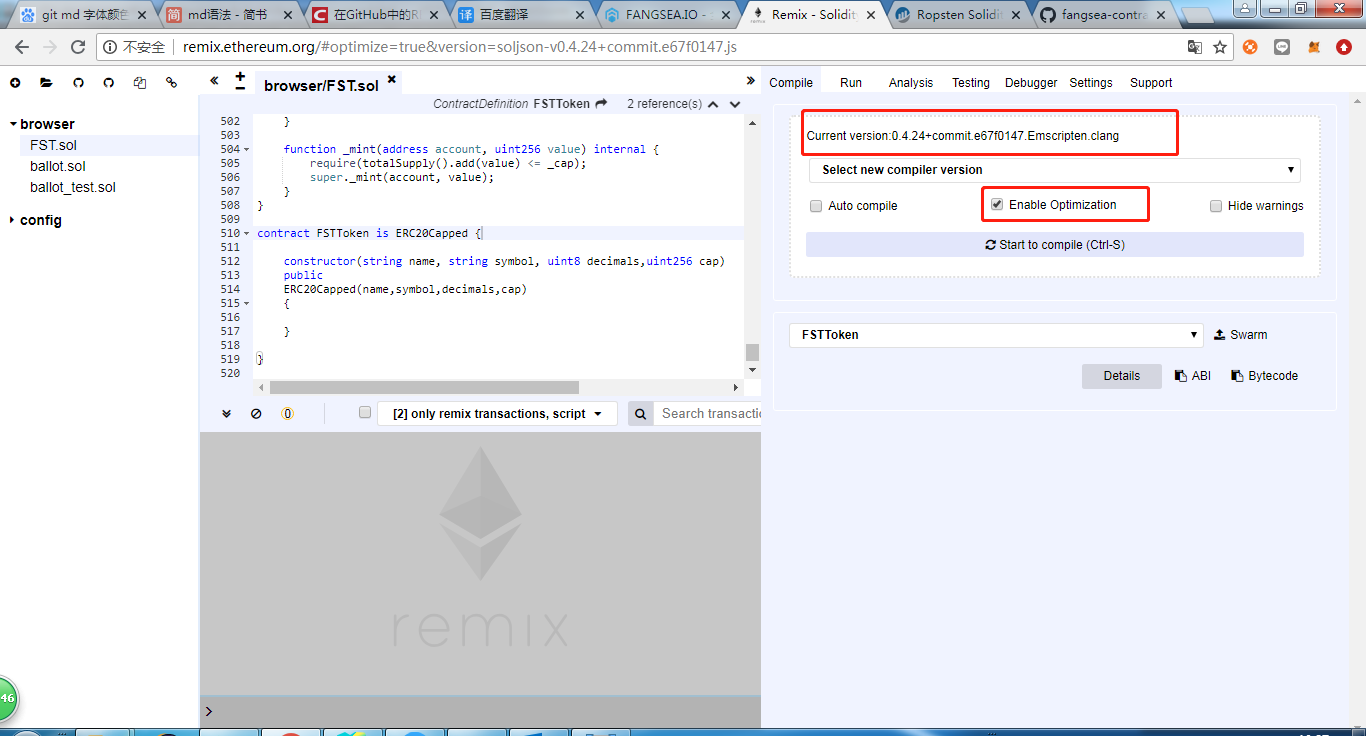 git md 字体颜色
md语法 - 简书
在GitHub中的R
百度翻译
FANGSEA.IO -
Remix - Solidity
Ropsten Solidi
fangsea-contra
不安全 remix.ethereum.org/#optimize=true&version=soljson-v0.4.24+commit.e67f0147.js
browser/FST.sol
Compile Run Analysis Testing Debugger Settings Support
ContractDefinition FSTToken 2 reference(s)
browser
FST.sol
ballot.sol
ballot_test.sol
config
502 }
503
504 function _mint(address account, uint256 value) internal {
505 require(totalSupply().add(value) <= _cap);
506 super._mint(account, value);
507 }
508 }
509
510 contract FSTToken is ERC20Capped {
511
512 constructor(string name, string symbol, uint8 decimals,uint256 cap)
513 public
514 ERC20Capped(name,symbol,decimals,cap)
515 {
516
517 }
518
519 }
520
Current version:0.4.24+commit.e67f0147.Emscripten.clang
Select new compiler version
Auto compile Enable Optimization Hide warnings
Start to compile (Ctrl-S)
FSTToken Swarm
Details ABI Bytecode
0 [2] only remix transactions, script Search transactio
remix
46
>